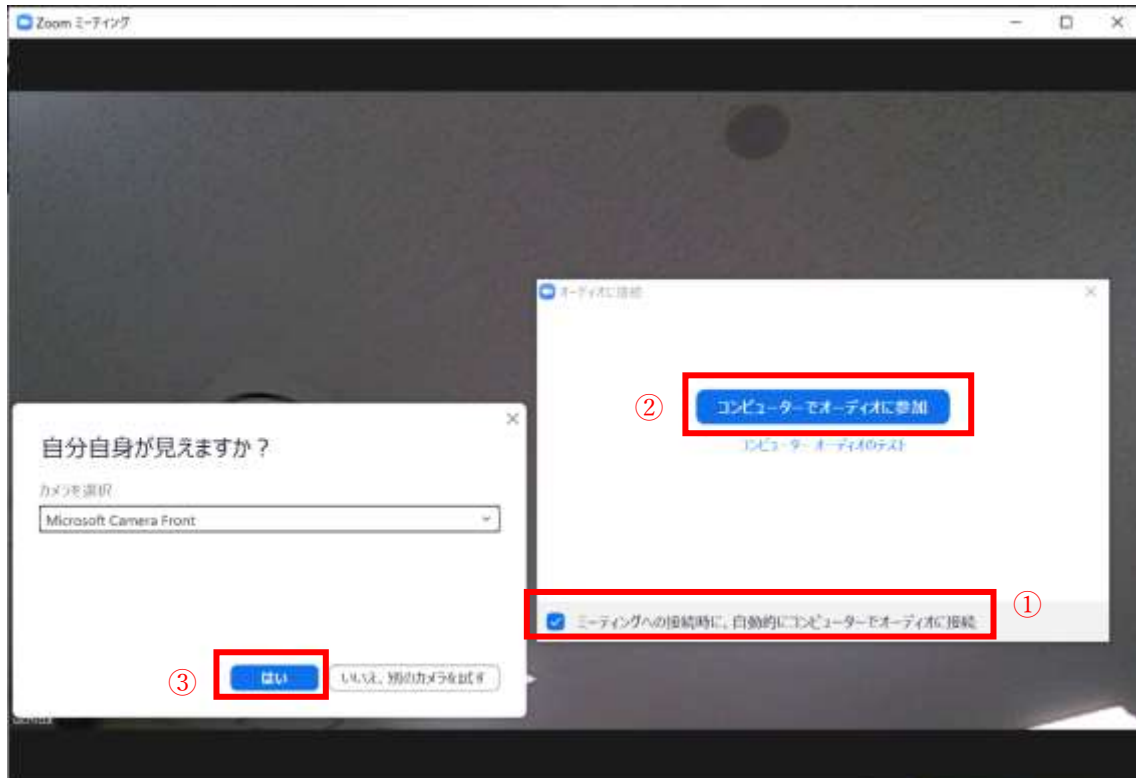 Zoom ミーティング
オーディオに接続
②
コンピューターでオーディオに参加
コンピューター オーディオのテスト
自分自身が見えますか？
カメラを選択
Microsoft Camera Front
①
ミーティングへの接続時に、自動的にコンピューターでオーディオに接続
③
はい
いいえ、別のカメラを試す